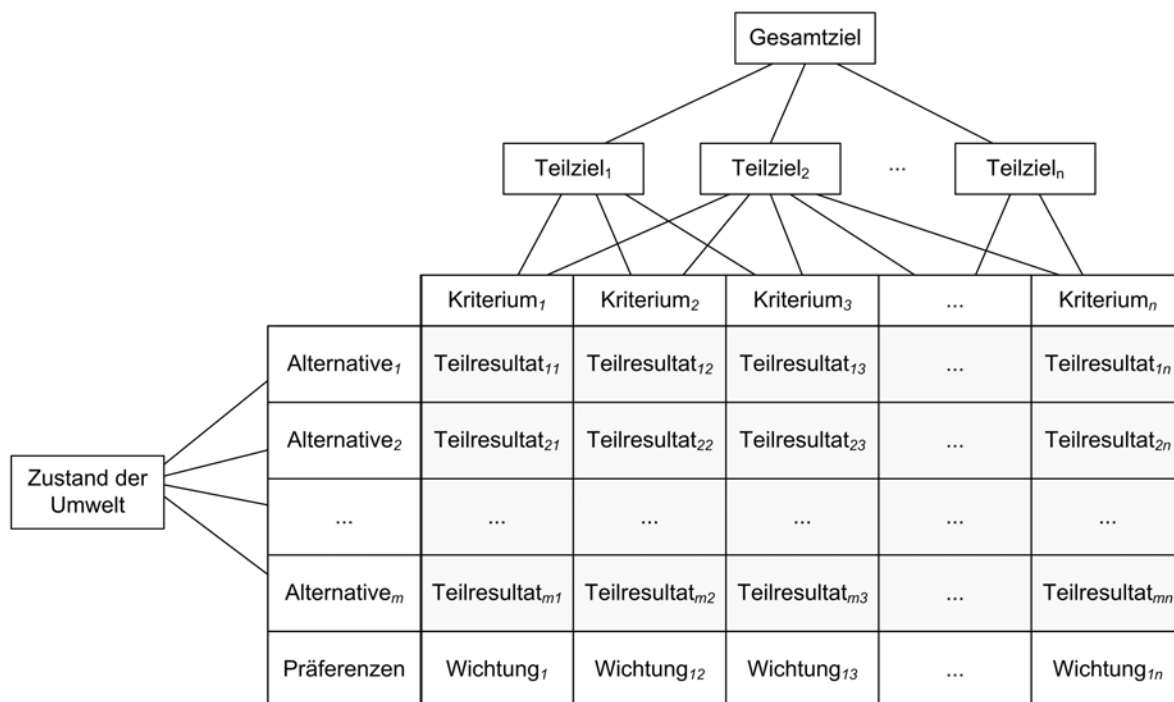 Gesamtziel
Teilziel₁ Teilziel₂ ... Teilzielₙ
Kriterium₁ Kriterium₂ Kriterium₃ ... Kriteriumₙ
Alternative₁ Teilresultat₁₁ Teilresultat₁₂ Teilresultat₁₃ ... Teilresultat₁ₙ
Alternative₂ Teilresultat₂₁ Teilresultat₂₂ Teilresultat₂₃ ... Teilresultat₂ₙ
Zustand der
Umwelt
... ... ... ... ... ...
Alternativeₘ Teilresultatₘ₁ Teilresultatₘ₂ Teilresultatₘ₃ ... Teilresultatₘₙ
Präferenzen Wichtung₁ Wichtung₁₂ Wichtung₁₃ ... Wichtung₁ₙ